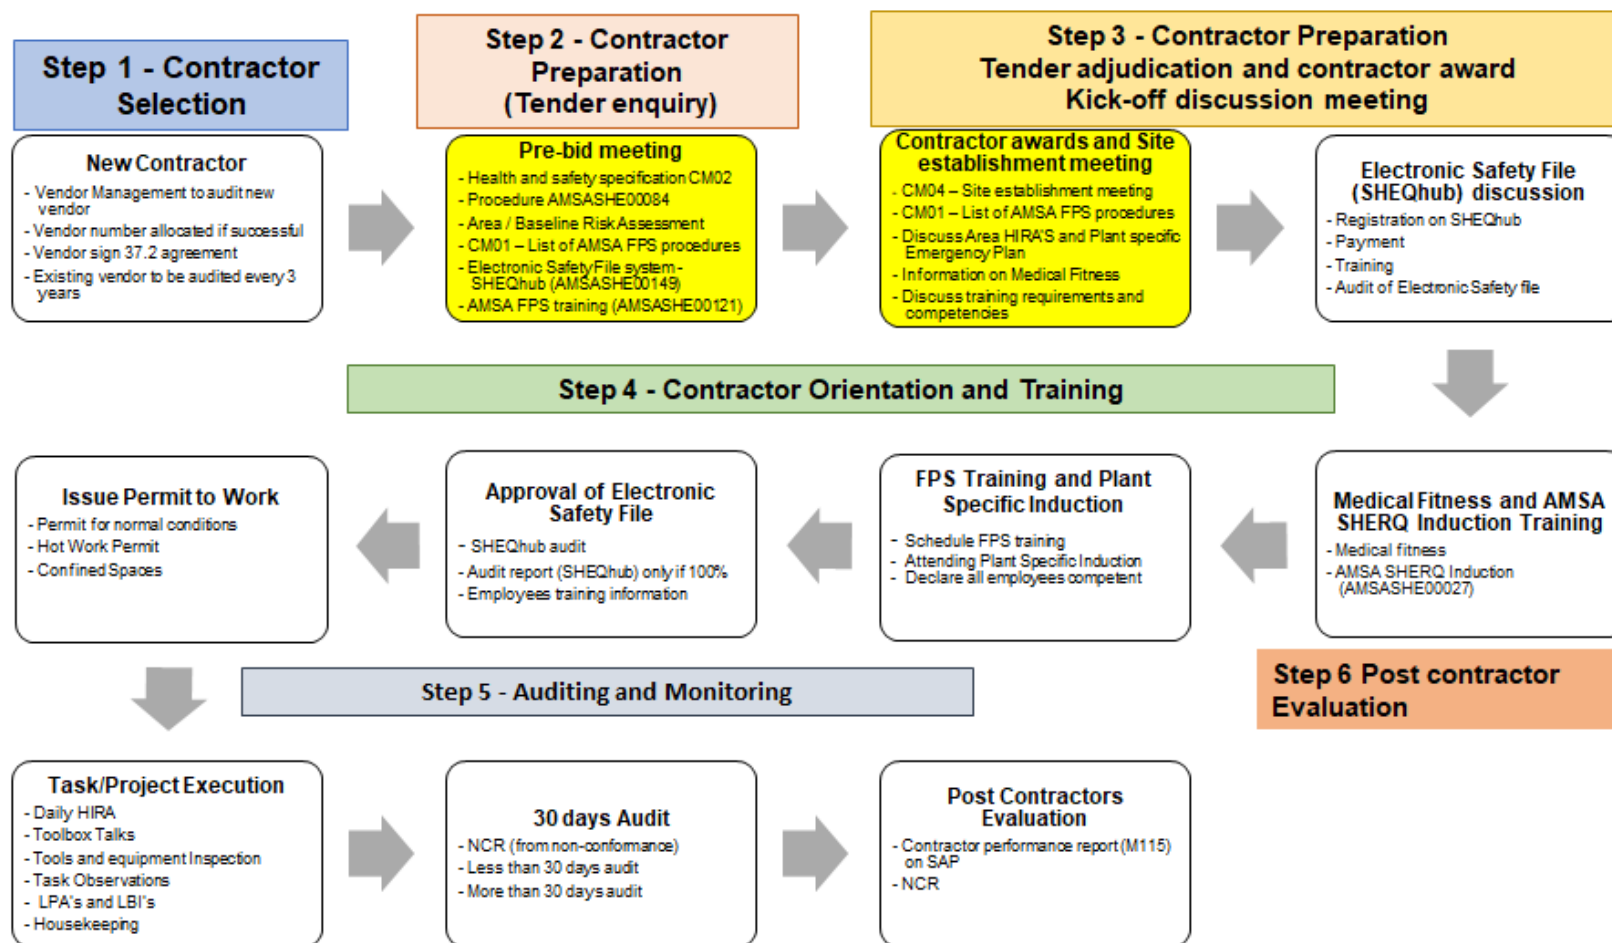 Step 1 - Contractor
Selection
Step 2 - Contractor
Preparation
(Tender enquiry)
Step 3 - Contractor Preparation
Tender adjudication and contractor award
Kick-off discussion meeting
New Contractor
- Vendor Management to audit new
vendor
- Vendor number allocated if successful
- Vendor sign 37.2 agreement
- Existing vendor to be audited every 3
years
Pre-bid meeting
- Health and safety specification CM02
- Procedure AMSASHE00084
- Area / Baseline Risk Assessment
- CM01 – List of AMSA FPS procedures
- Electronic Safety File system -
SHEQhub (AMSASHE00149)
- AMSA FPS training (AMSASHE00121)
Contractor awards and Site
establishment meeting
- CM04 – Site establishment meeting
- CM01 – List of AMSA FPS procedures
- Discuss Area HIRA'S and Plant specific
Emergency Plan
- Information on Medical Fitness
- Discuss training requirements and
competencies
Electronic Safety File
(SHEQhub) discussion
- Registration on SHEQhub
- Payment
- Training
- Audit of Electronic Safety file
Step 4 - Contractor Orientation and Training
Issue Permit to Work
- Permit for normal conditions
- Hot Work Permit
- Confined Spaces
Approval of Electronic
Safety File
- SHEQhub audit
- Audit report (SHEQhub) only if 100%
- Employees training information
FPS Training and Plant
Specific Induction
- Schedule FPS training
- Attending Plant Specific Induction
- Declare all employees competent
Medical Fitness and AMSA
SHERQ Induction Training
- Medical fitness
- AMSA SHERQ Induction
(AMSASHE00027)
Step 5 - Auditing and Monitoring
Step 6 Post contractor
Evaluation
Task/Project Execution
- Daily HIRA
- Toolbox Talks
- Tools and equipment Inspection
- Task Observations
- LPA's and LBI's
- Housekeeping
30 days Audit
- NCR (from non-conformance)
- Less than 30 days audit
- More than 30 days audit
Post Contractors
Evaluation
- Contractor performance report (M115)
on SAP
- NCR